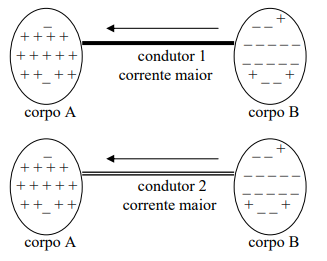 condutor 1
corrente maior
corpo A corpo B
condutor 2
corrente maior
corpo A corpo B